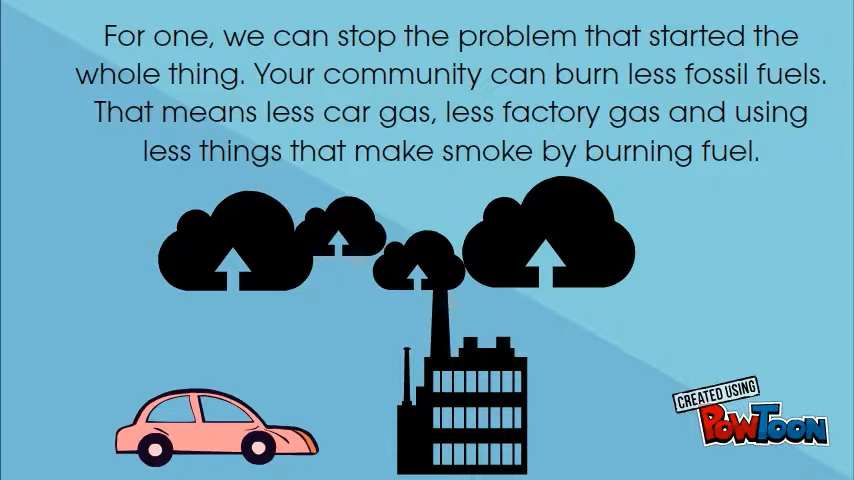 For one, we can stop the problem that started the
whole thing. Your community can burn less fossil fuels.
That means less car gas, less factory gas and using
less things that make smoke by burning fuel.
CREATED USING
POWTOON